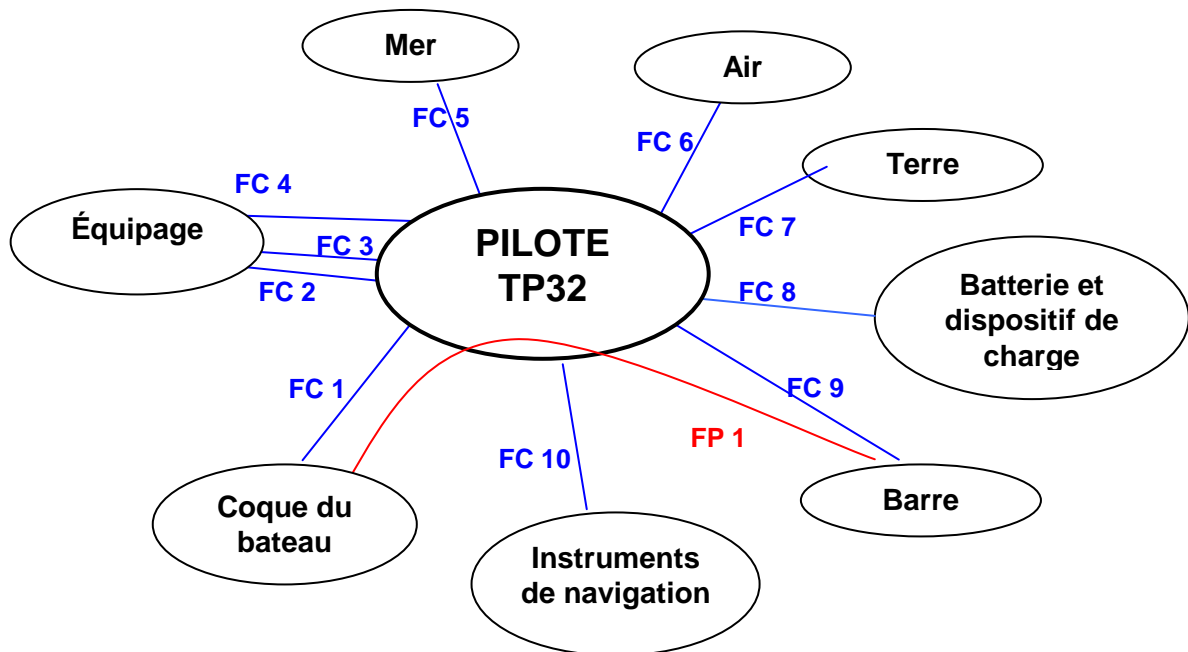 Mer
Air
FC 5
FC 6
Terre
FC 4
Équipage
FC 3
FC 7
PILOTE
TP32
FC 2
FC 8
Batterie et
dispositif de
charge
FC 1
FC 9
FP 1
FC 10
Coque du
bateau
Barre
Instruments
de navigation